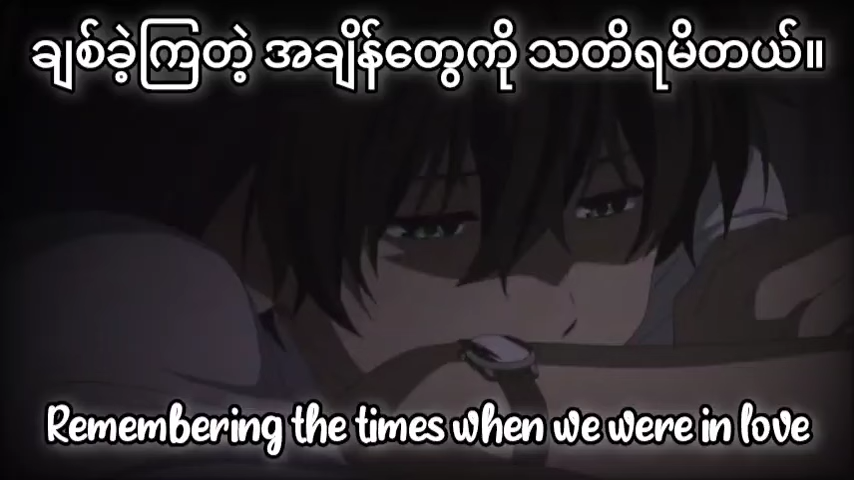 ချစ်ခဲ့ကြတဲ့ အချိန်တွေကို သတိရမိတယ်။
Remembering the times when we were in love